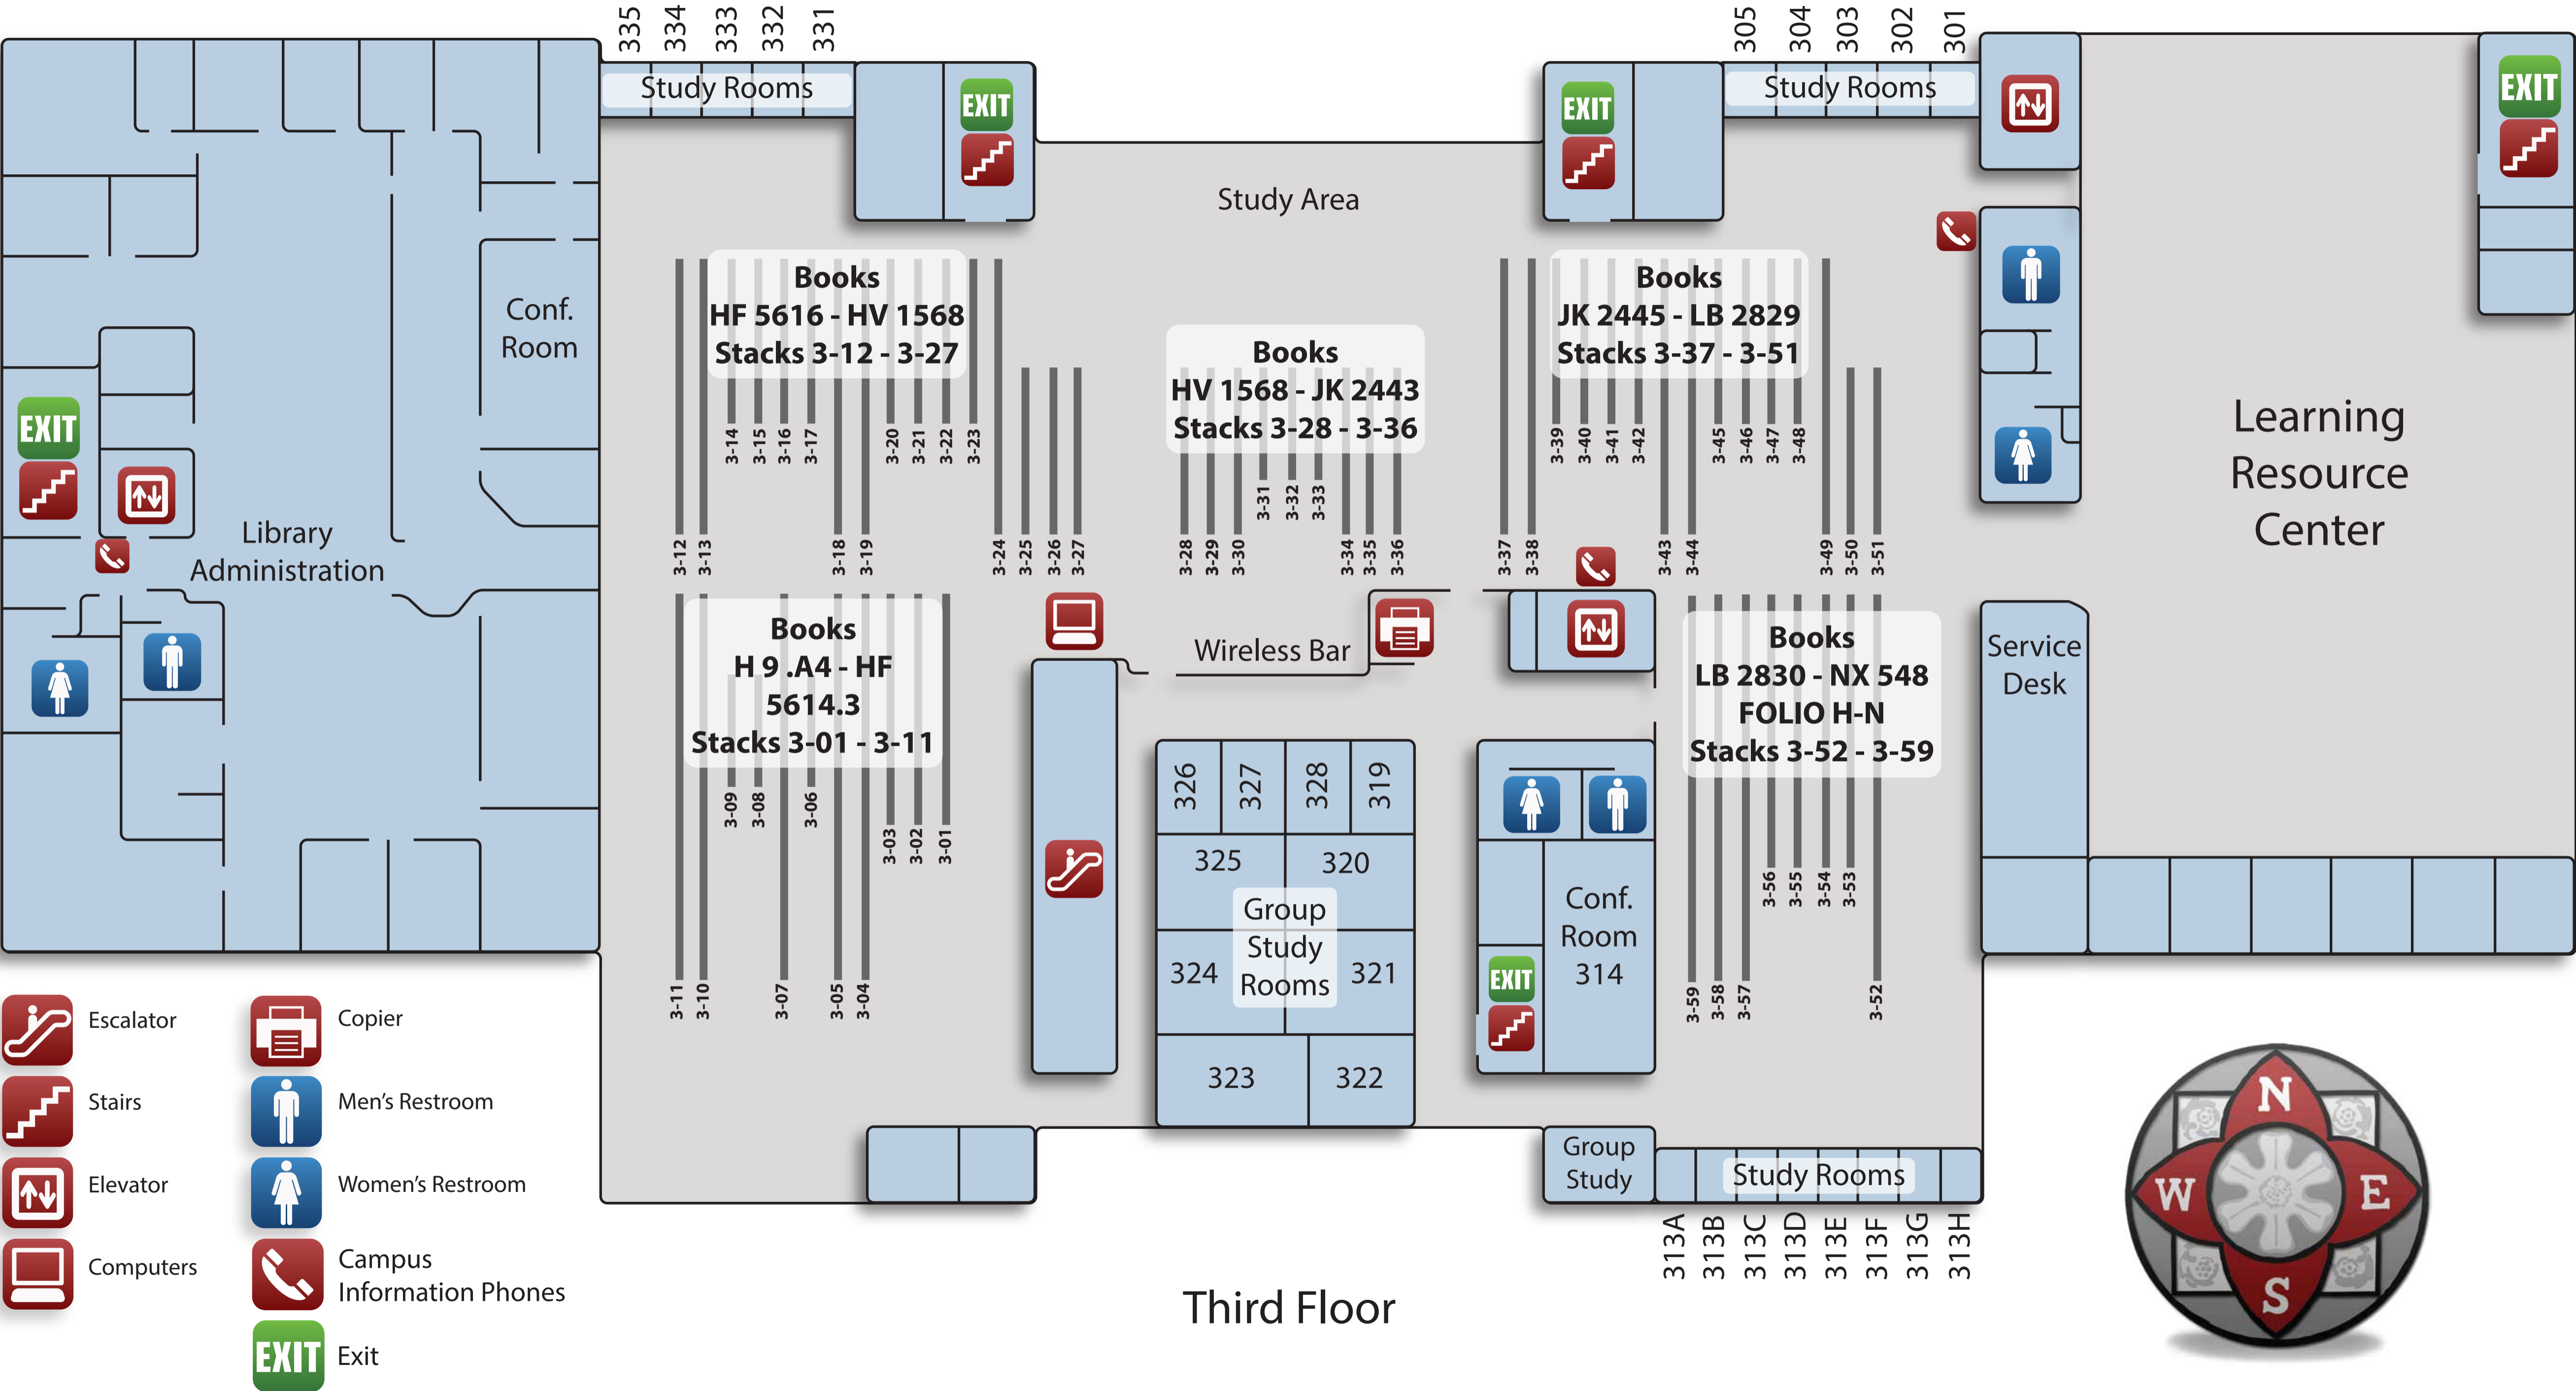 335
334
333
332
331
305
304
303
302
301
Study Rooms
EXIT
EXIT
Study Rooms
EXIT
Study Area
Conf.
Room
Books
HF 5616 - HV 1568
Stacks 3-12 - 3-27
Books
HV 1568 - JK 2443
Stacks 3-28 - 3-36
Books
JK 2445 - LB 2829
Stacks 3-37 - 3-51
Learning
Resource
Center
EXIT
3-14
3-15
3-16
3-17
3-20
3-21
3-22
3-23
3-31
3-32
3-33
3-39
3-40
3-41
3-42
3-45
3-46
3-47
3-48
Library
Administration
3-12
3-13
3-18
3-19
3-24
3-25
3-26
3-27
3-28
3-29
3-30
3-34
3-35
3-36
3-37
3-38
3-43
3-44
3-49
3-50
3-51
Books
H 9 .A4 - HF
5614.3
Stacks 3-01 - 3-11
Wireless Bar
Books
LB 2830 - NX 548
FOLIO H-N
Stacks 3-52 - 3-59
Service
Desk
3-09
3-08
3-06
3-03
3-02
3-01
326
327
328
319
325
320
Group
Study
Rooms
324
321
323
322
Conf.
Room
314
EXIT
3-56
3-55
3-54
3-53
3-11
3-10
3-07
3-05
3-04
3-59
3-58
3-57
3-52
Group
Study
Study Rooms
313A
313B
313C
313D
313E
313F
313G
313H
Escalator
Stairs
Elevator
Computers
Copier
Men's Restroom
Women's Restroom
Campus
Information Phones
EXIT
Exit
Third Floor
N
W
E
S